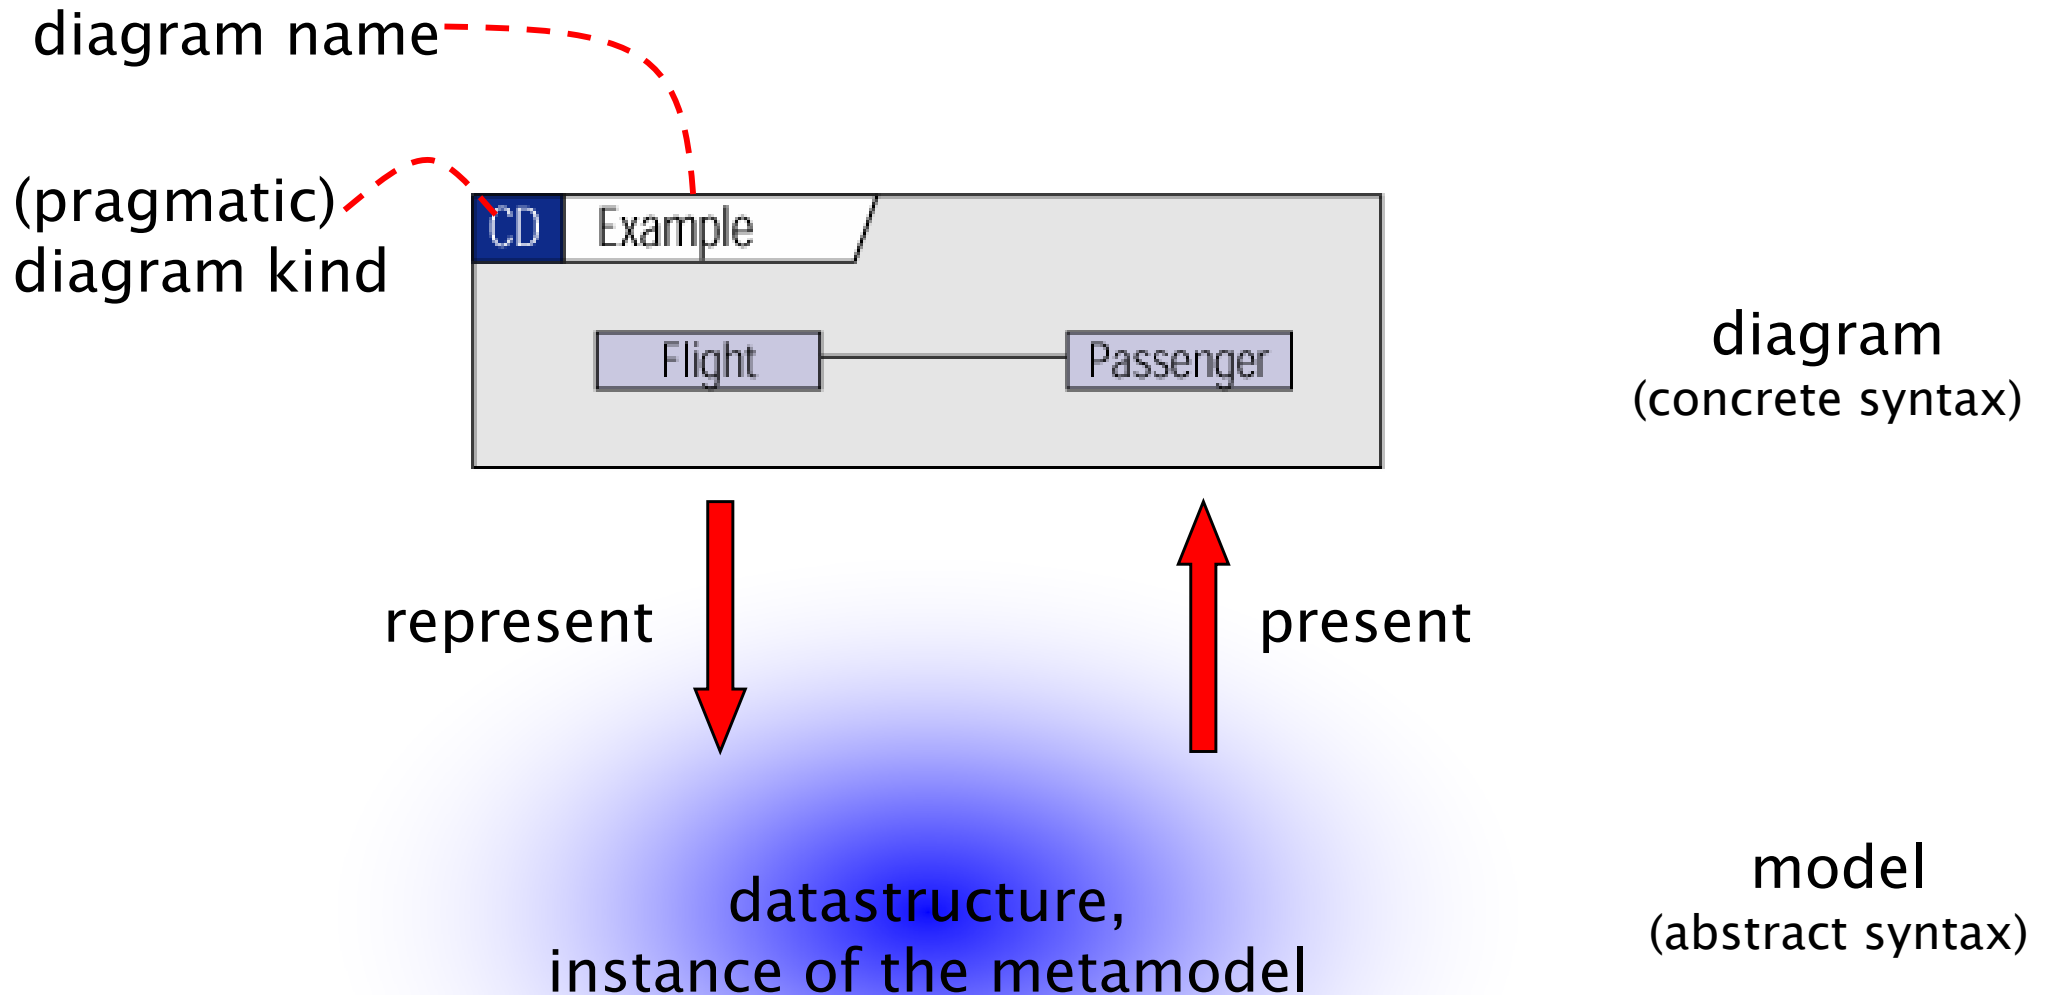 diagram name
(pragmatic)
diagram kind
CD Example
Flight Passenger
diagram
(concrete syntax)
represent present
model
(abstract syntax)
datastructure,
instance of the metamodel